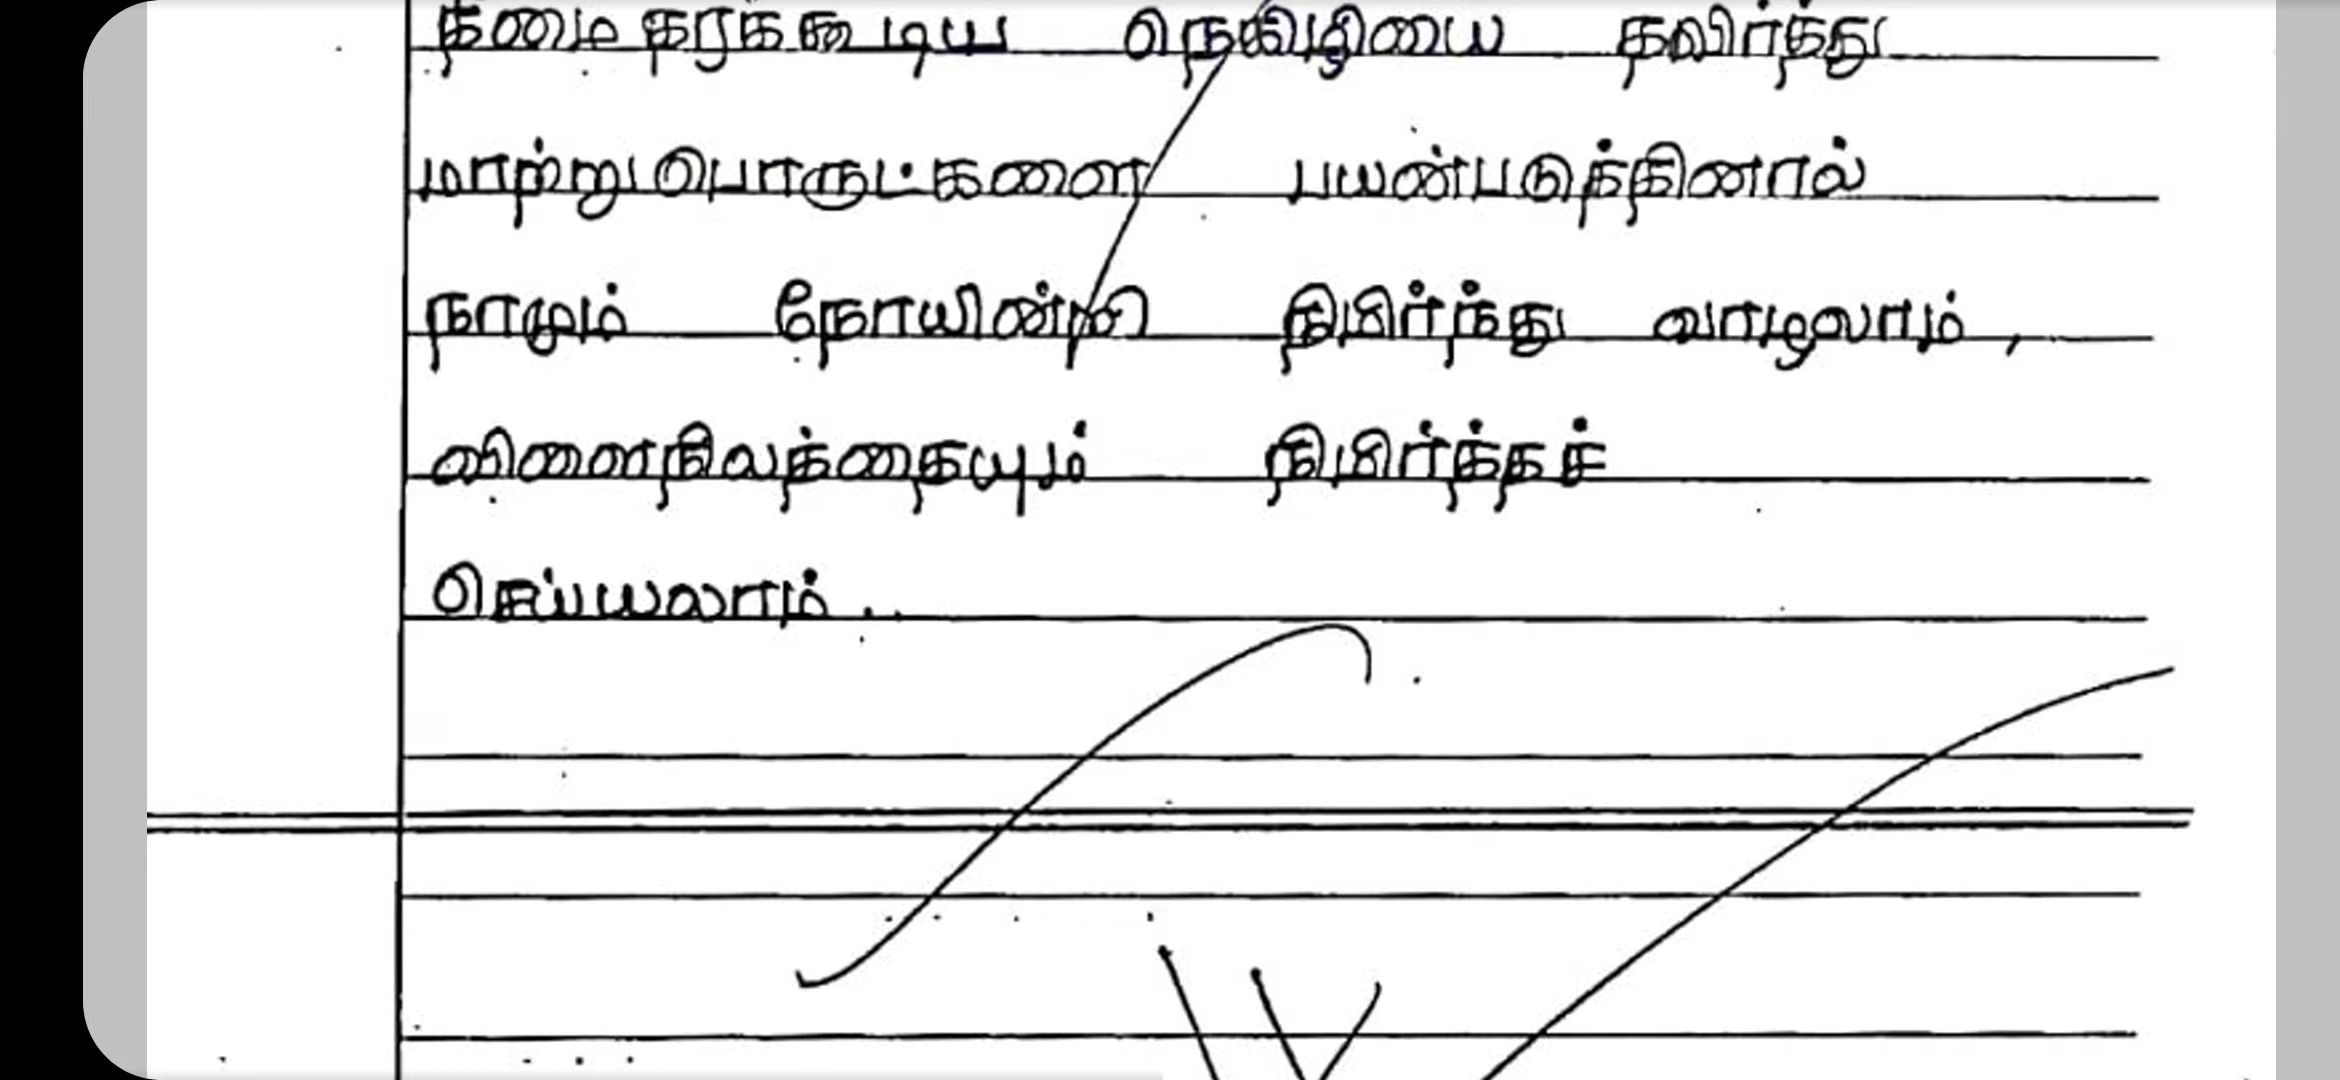 தீமை தரக்கூடிய நெகிழியை தவிர்த்து
மாற்றுபொருட்களை பயன்படுத்தினால்
நாமும் நோயின்றி நிமிர்ந்து வாழலாம்,
விளைநிலத்தையும் நிமிர்த்தச்
செய்யலாம்..